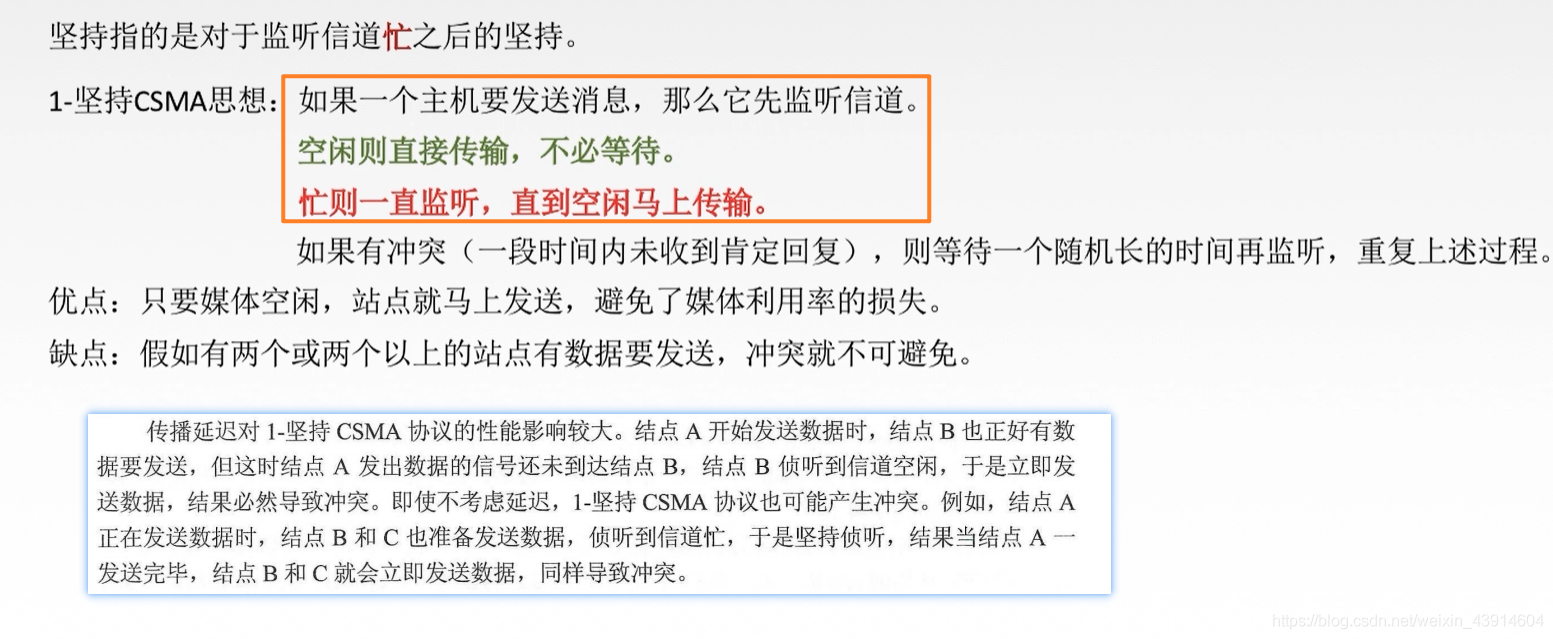 坚持指的是对于监听信道忙之后的坚持。
1-坚持CSMA思想：如果一个主机要发送消息，那么它先监听信道。
空闲则直接传输，不必等待。
忙则一直监听，直到空闲马上传输。
如果有冲突（一段时间内未收到肯定回复），则等待一个随机长的时间再监听，重复上述过程。
优点：只要媒体空闲，站点就马上发送，避免了媒体利用率的损失。
缺点：假如有两个或两个以上的站点有数据要发送，冲突就不可避免。
传播延迟对 1-坚持 CSMA 协议的性能影响较大。结点 A 开始发送数据时，结点 B 也正好有数
据要发送，但这时结点 A 发出数据的信号还未到达结点 B，结点 B 侦听到信道空闲，于是立即发
送数据，结果必然导致冲突。即使不考虑延迟，1-坚持 CSMA 协议也可能产生冲突。例如，结点 A
正在发送数据时，结点 B 和 C 也准备发送数据，侦听到信道忙，于是坚持侦听，结果当结点 A 一
发送完毕，结点 B 和 C 就会立即发送数据，同样导致冲突。
https://blog.csdn.net/weixin_43914604